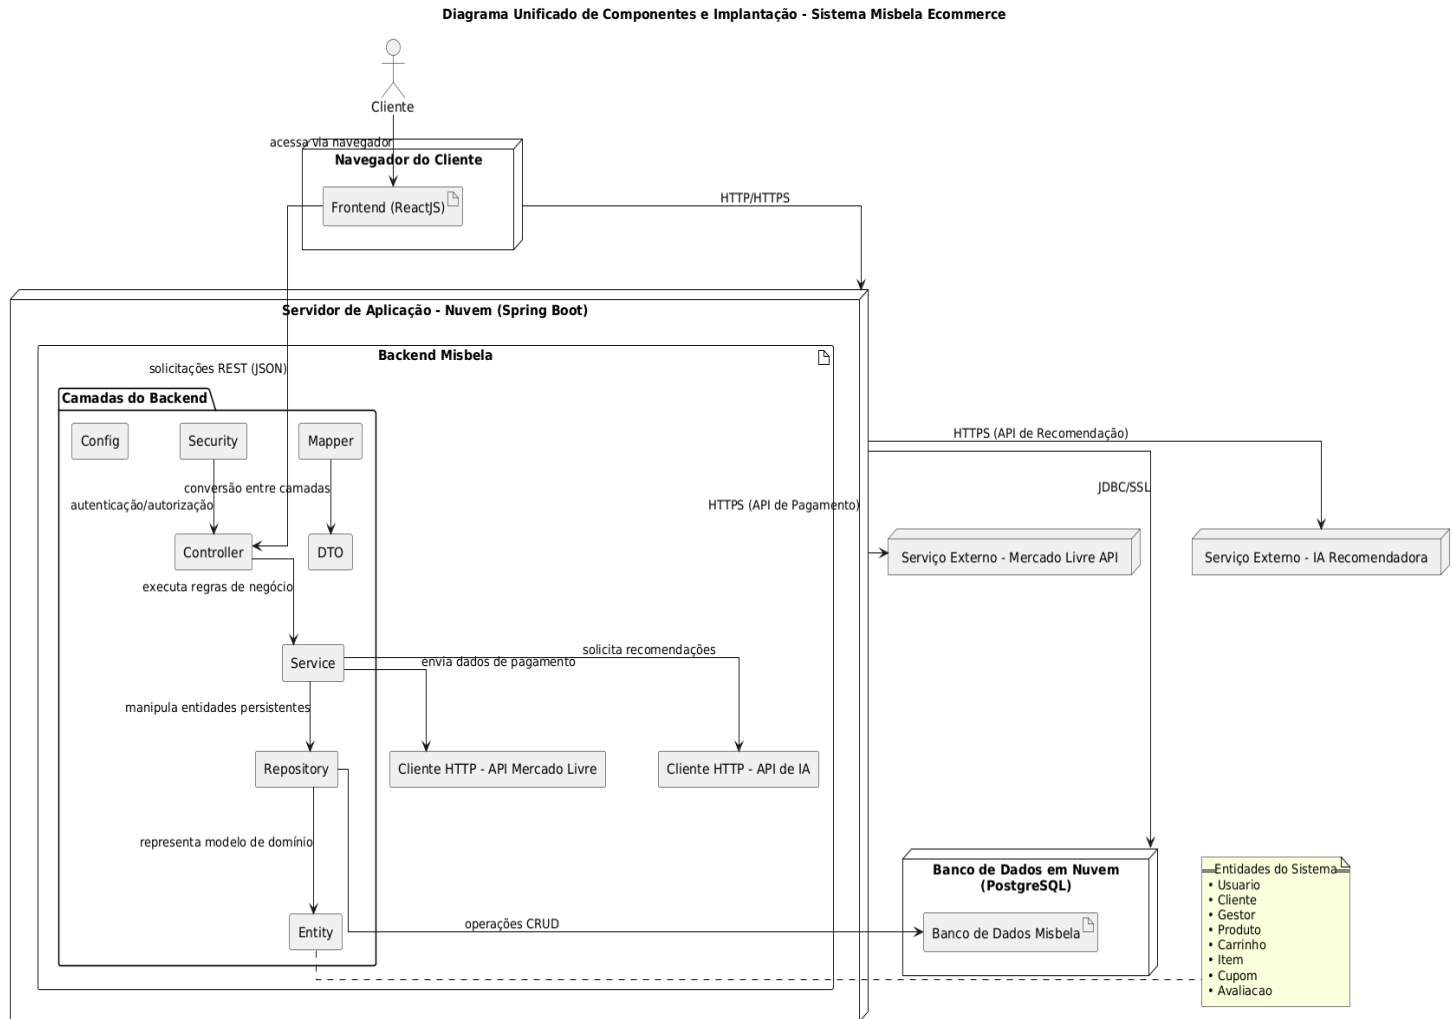 Diagrama Unificado de Componentes e Implantação - Sistema Misbela Ecommerce
Cliente
acessa via navegador
Navegador do Cliente
Frontend (ReactJS)
HTTP/HTTPS
Servidor de Aplicação - Nuvem (Spring Boot)
Backend Misbela
solicitações REST (JSON)
Camadas do Backend
Config
Security
Mapper
HTTPS (API de Recomendação)
conversão entre camadas
JDBC/SSL
autenticação/autorização
HTTPS (API de Pagamento)
Controller
DTO
Serviço Externo - Mercado Livre API
Serviço Externo - IA Recomendadora
executa regras de negócio
Service
solicita recomendações
envia dados de pagamento
manipula entidades persistentes
Repository
Cliente HTTP - API Mercado Livre
Cliente HTTP - API de IA
representa modelo de domínio
Banco de Dados em Nuvem
(PostgreSQL)
Entity
operações CRUD
Banco de Dados Misbela
Entidades do Sistema
• Usuario
• Cliente
• Gestor
• Produto
• Carrinho
• Item
• Cupom
• Avaliacao